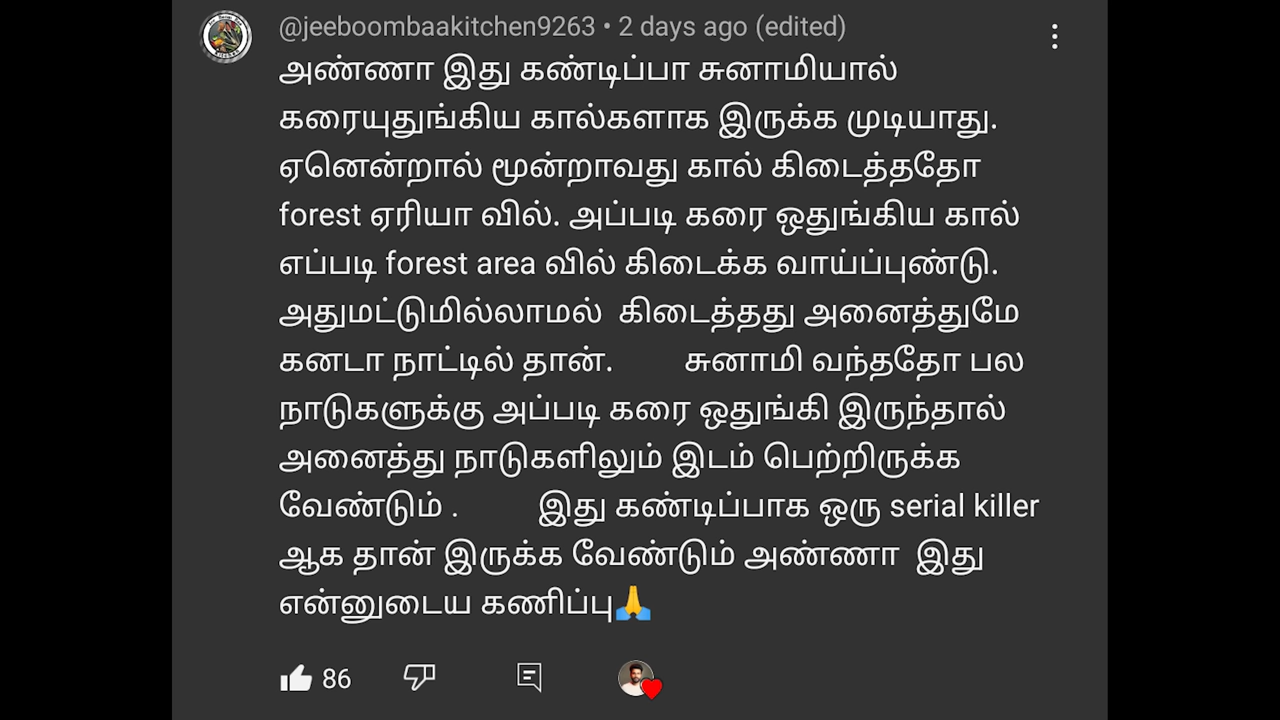 @jeeboombaakitchen9263 • 2 days ago (edited)
அண்ணா இது கண்டிப்பா சுனாமியால்
கரையுதுங்கிய கால்களாக இருக்க முடியாது.
ஏனென்றால் மூன்றாவது கால் கிடைத்ததோ
forest ஏரியா வில். அப்படி கரை ஒதுங்கிய கால்
எப்படி forest area வில் கிடைக்க வாய்ப்புண்டு.
அதுமட்டுமில்லாமல்  கிடைத்தது அனைத்துமே
கனடா நாட்டில் தான்.        சுனாமி வந்ததோ பல
நாடுகளுக்கு அப்படி கரை ஒதுங்கி இருந்தால்
அனைத்து நாடுகளிலும் இடம் பெற்றிருக்க
வேண்டும் .        இது கண்டிப்பாக ஒரு serial killer
ஆக தான் இருக்க வேண்டும் அண்ணா  இது
என்னுடைய கணிப்பு🙏
86